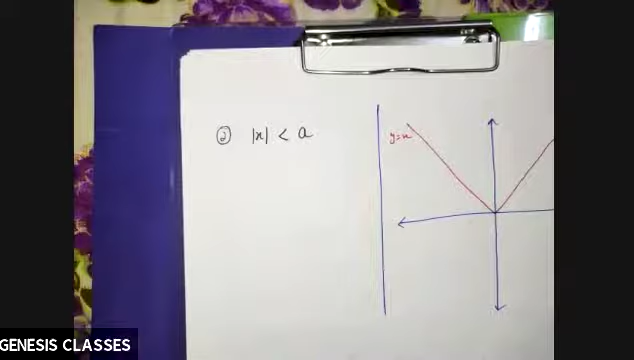 ② |x| < a
y=x
GENESIS CLASSES